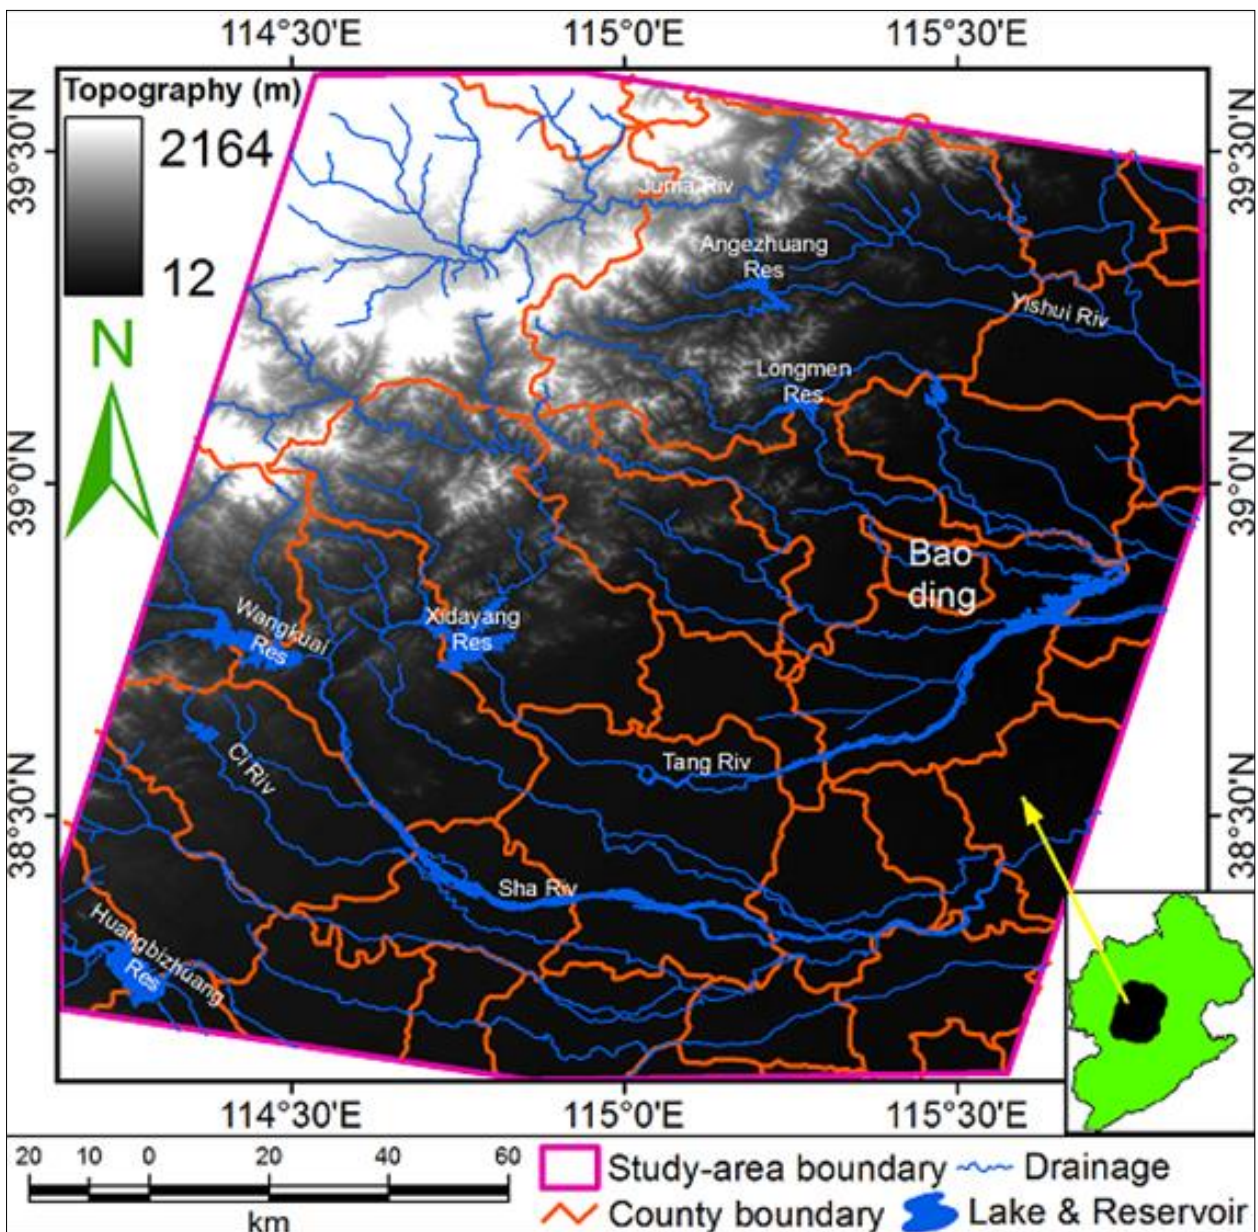 114°30'E 115°0'E 115°30'E
Topography (m)
2164
12
N
39°30'N
39°0'N
38°30'N
39°30'N
39°0'N
38°30'N
Juma Riv
Angezhuang
Res
Yishui Riv
Longmen
Res
Bao
ding
Wangkuai
Res
Xidayang
Res
Tang Riv
Ci Riv
Sha Riv
Huangbizhuang
Res
114°30'E 115°0'E 115°30'E
20 10 0 20 40 60
km
Study-area boundary
Drainage
County boundary
Lake & Reservoir